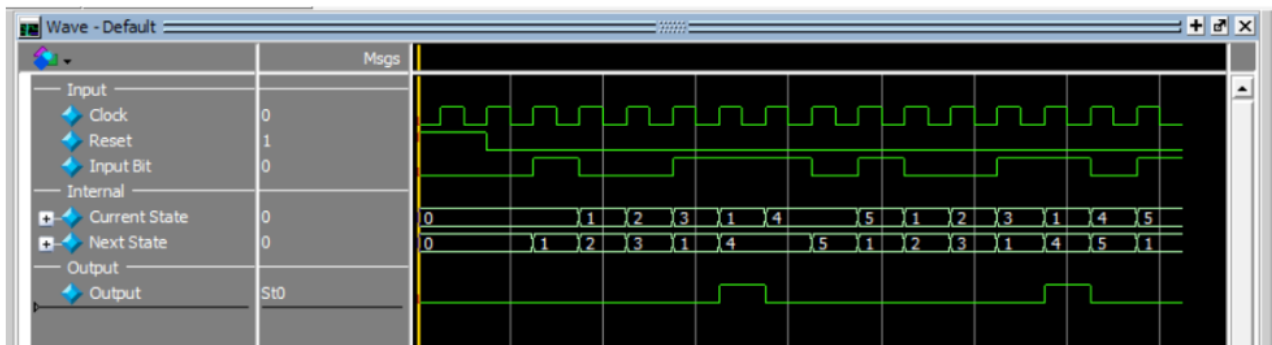 Wave - Default
Msgs
Input
Clock 0
Reset 1
Input Bit 0
Internal
Current State 0 0 1 2 3 1 4 5 1 2 3 1 4 5
Next State 0 0 1 2 3 1 4 5 1 2 3 1 4 5 1
Output
Output St0